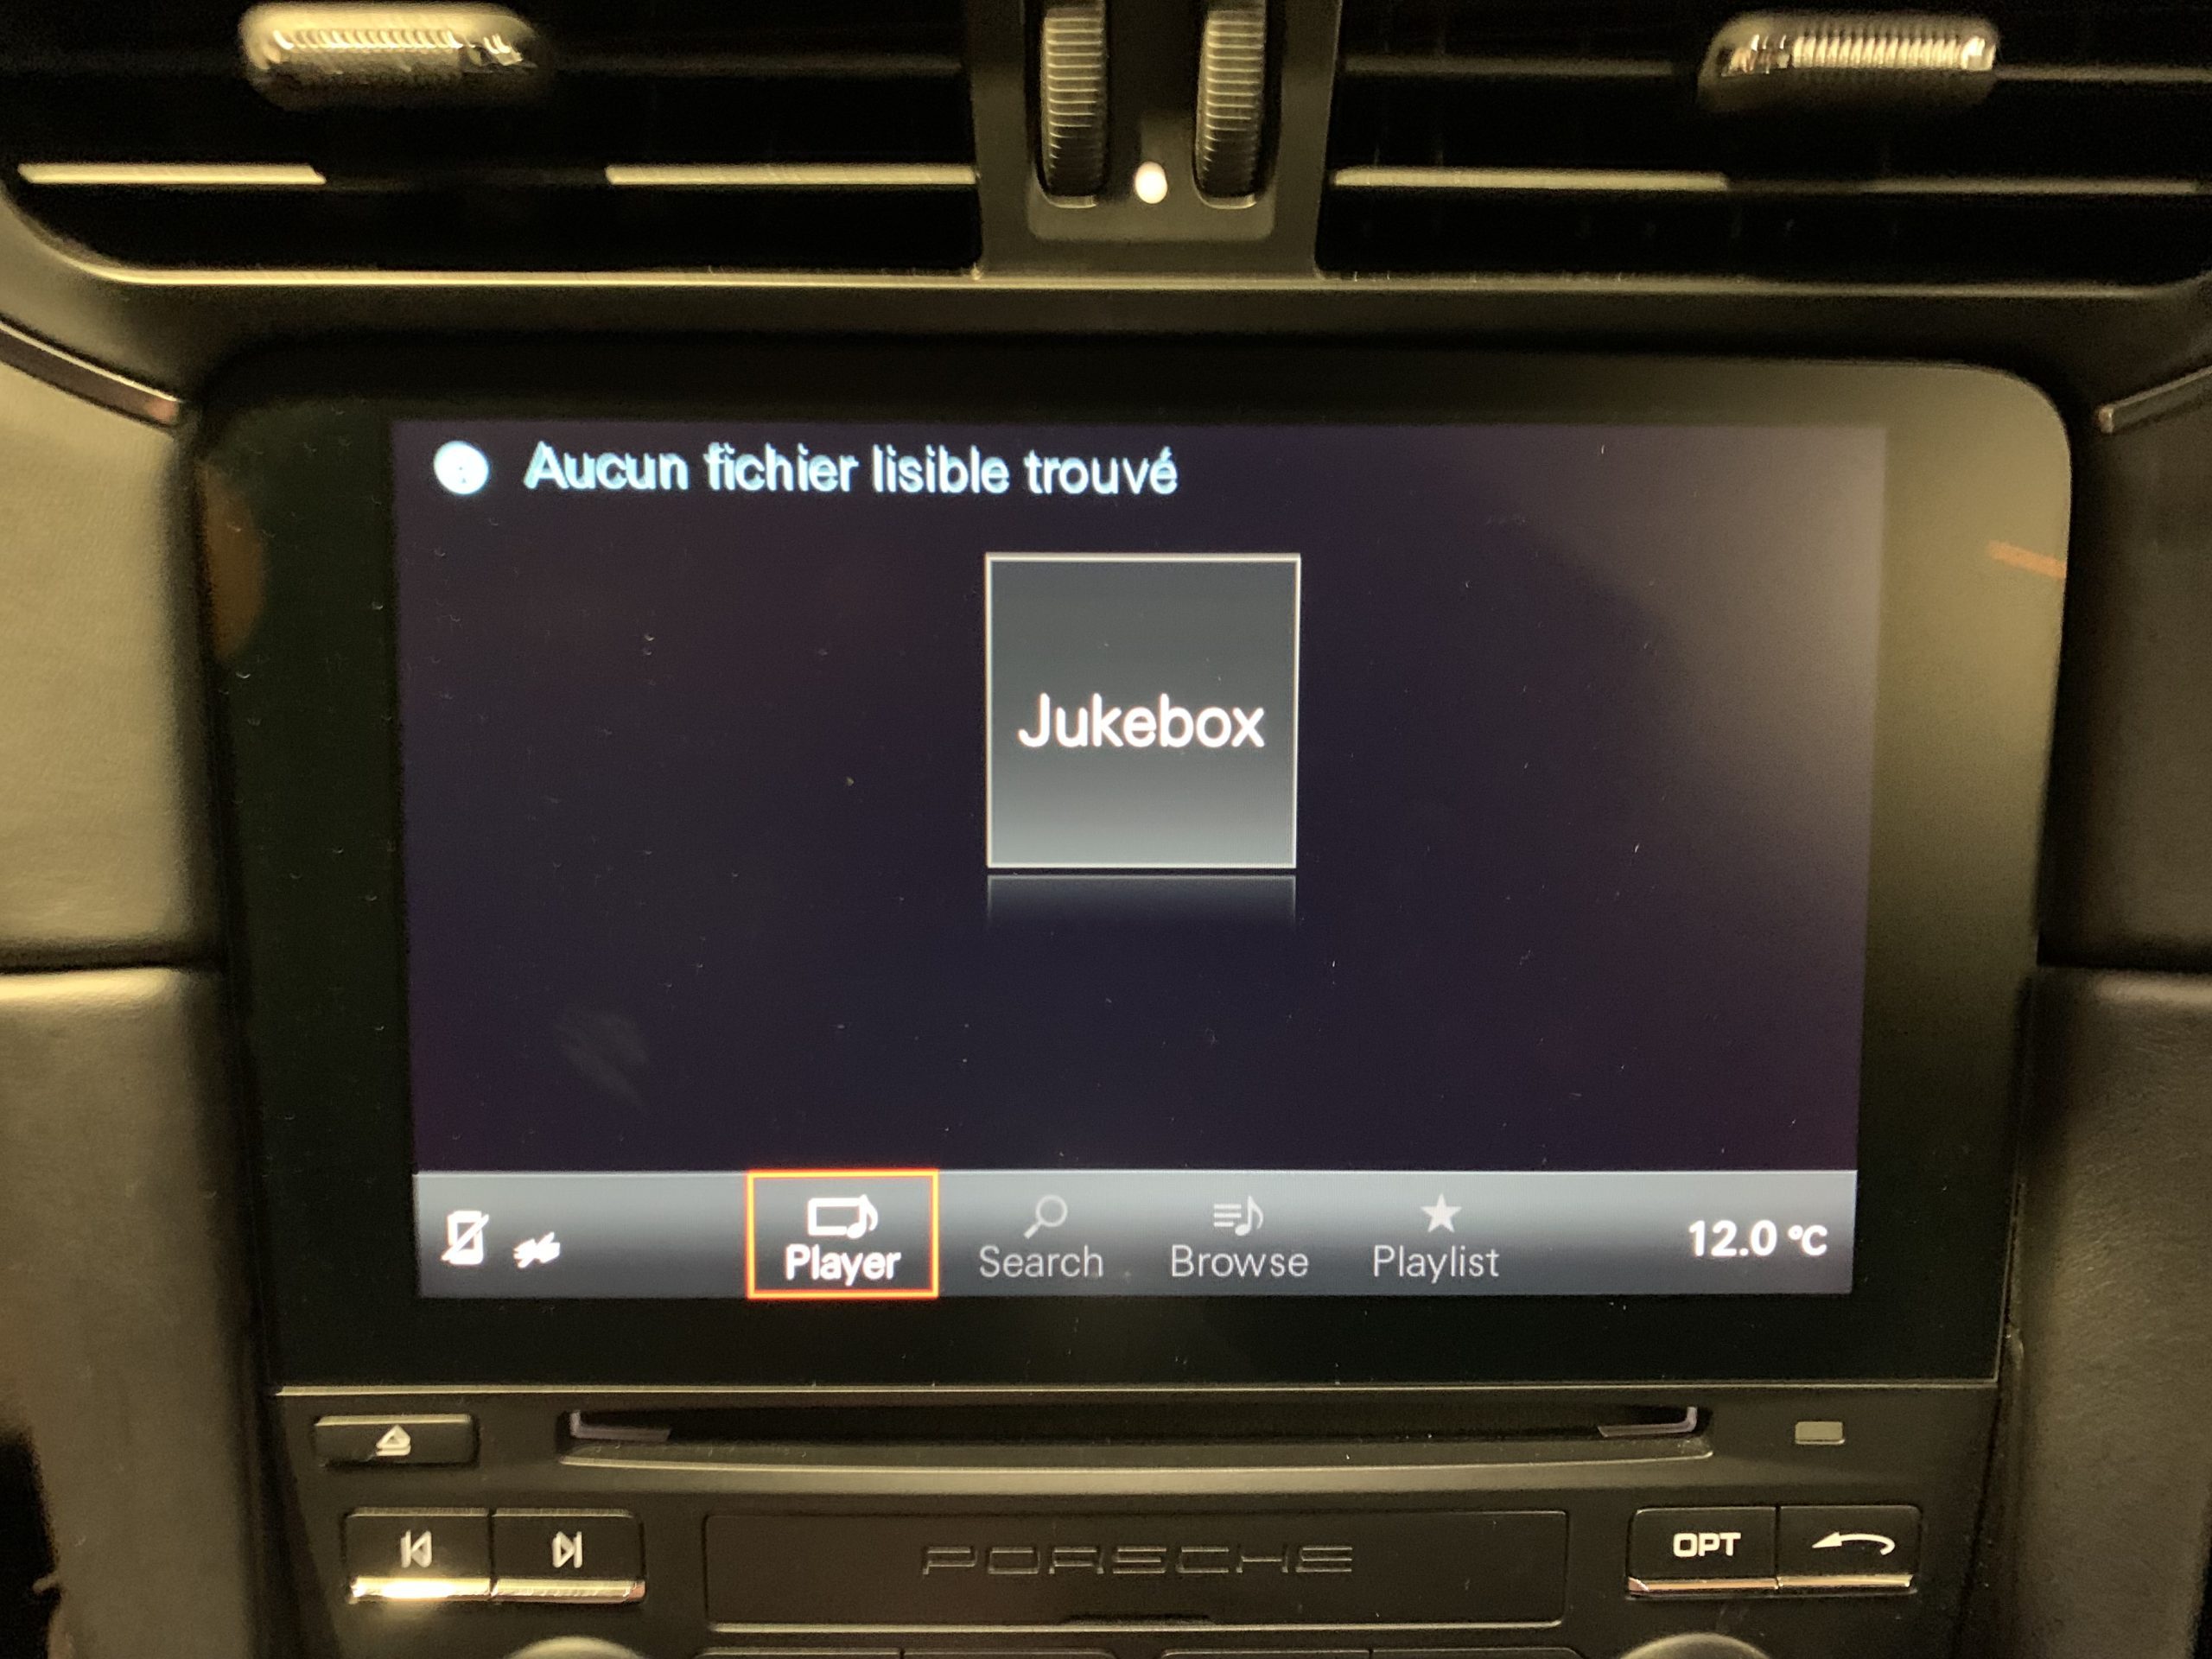 Aucun fichier lisible trouvé
Jukebox
Player
Search
Browse
Playlist
12.0 °C
PORSCHE
OPT